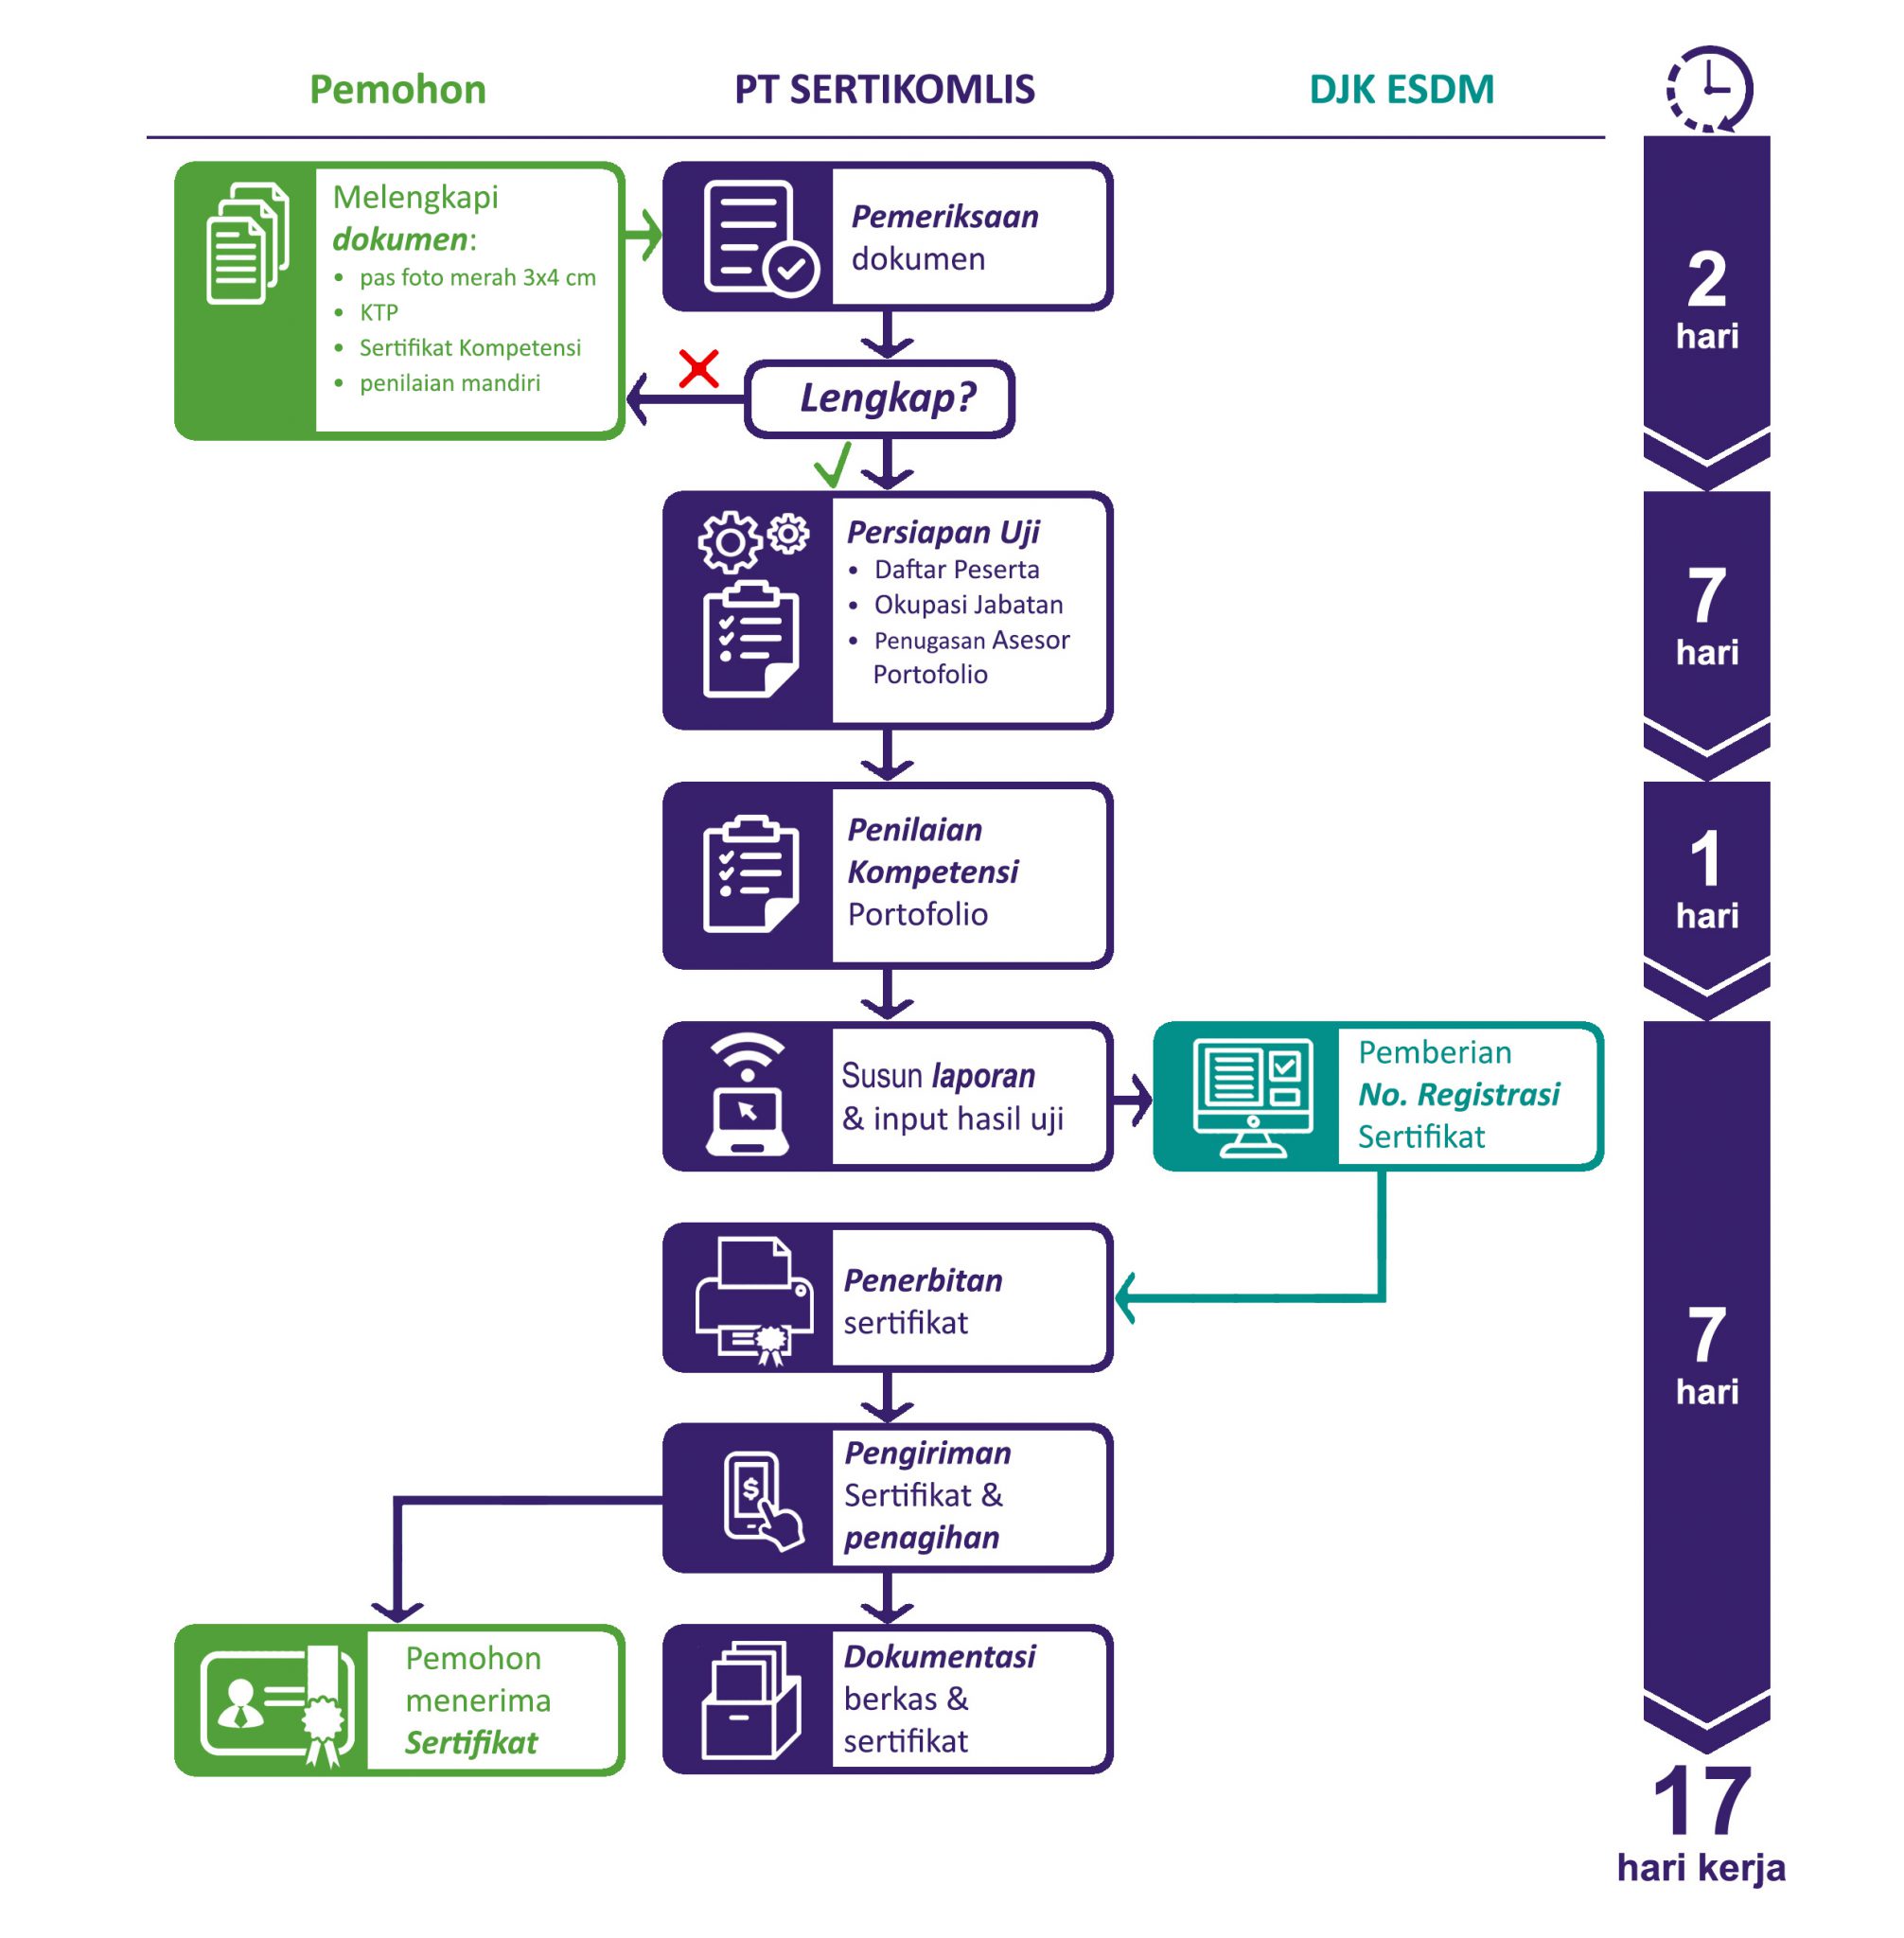 Pemohon
PT SERTIKOMLIS
DJK ESDM
Melengkapi
dokumen:
• pas foto merah 3x4 cm
• KTP
• Sertifikat Kompetensi
• penilaian mandiri
Pemeriksaan
dokumen
Lengkap?
2
hari
Persiapan Uji
• Daftar Peserta
• Okupasi Jabatan
• Penugasan Asesor
Portofolio
7
hari
Penilaian
Kompetensi
Portofolio
1
hari
Susun laporan
& input hasil uji
Pemberian
No. Registrasi
Sertifikat
Penerbitan
sertifikat
7
hari
Pengiriman
Sertifikat &
penagihan
$
Pemohon
menerima
Sertifikat
Dokumentasi
berkas &
sertifikat
17
hari kerja